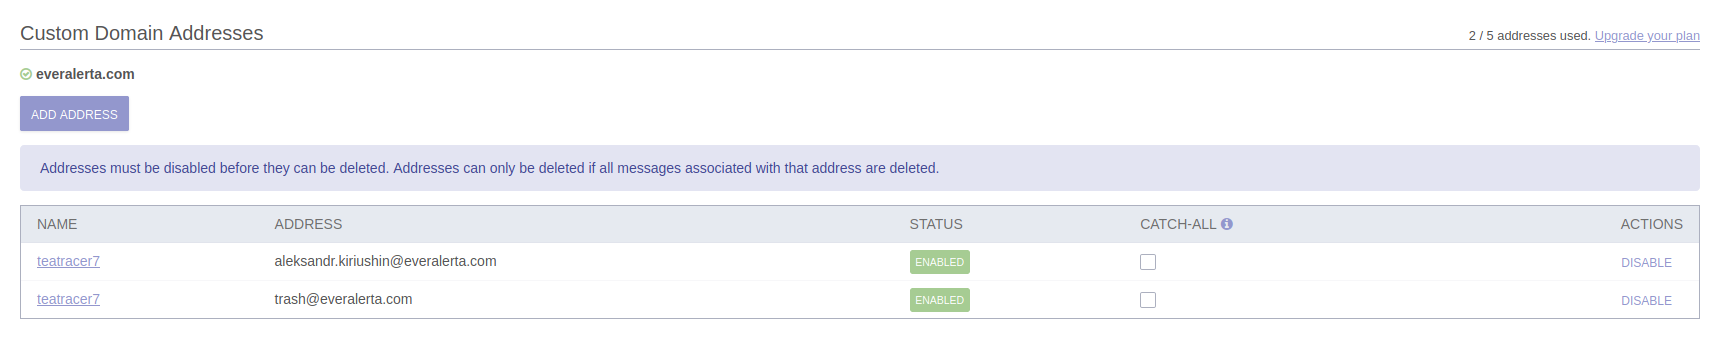 Custom Domain Addresses
2 / 5 addresses used. Upgrade your plan
everalerta.com
ADD ADDRESS
Addresses must be disabled before they can be deleted. Addresses can only be deleted if all messages associated with that address are deleted.
NAME ADDRESS STATUS CATCH-ALL ACTIONS
teatracer7 aleksandr.kiriushin@everalerta.com ENABLED DISABLE
teatracer7 trash@everalerta.com ENABLED DISABLE